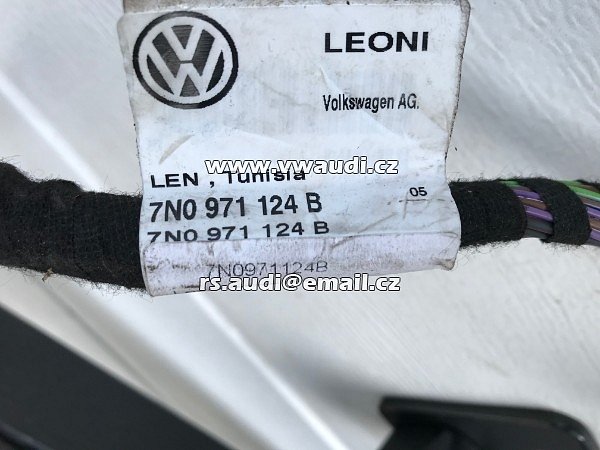 LEONI
Volkswagen AG.
www.vwaudi.cz
LEN , Tunisia
7N0 971 124 B
05
7N0 971 124 B
7N0971124B
rs.audi@email.cz